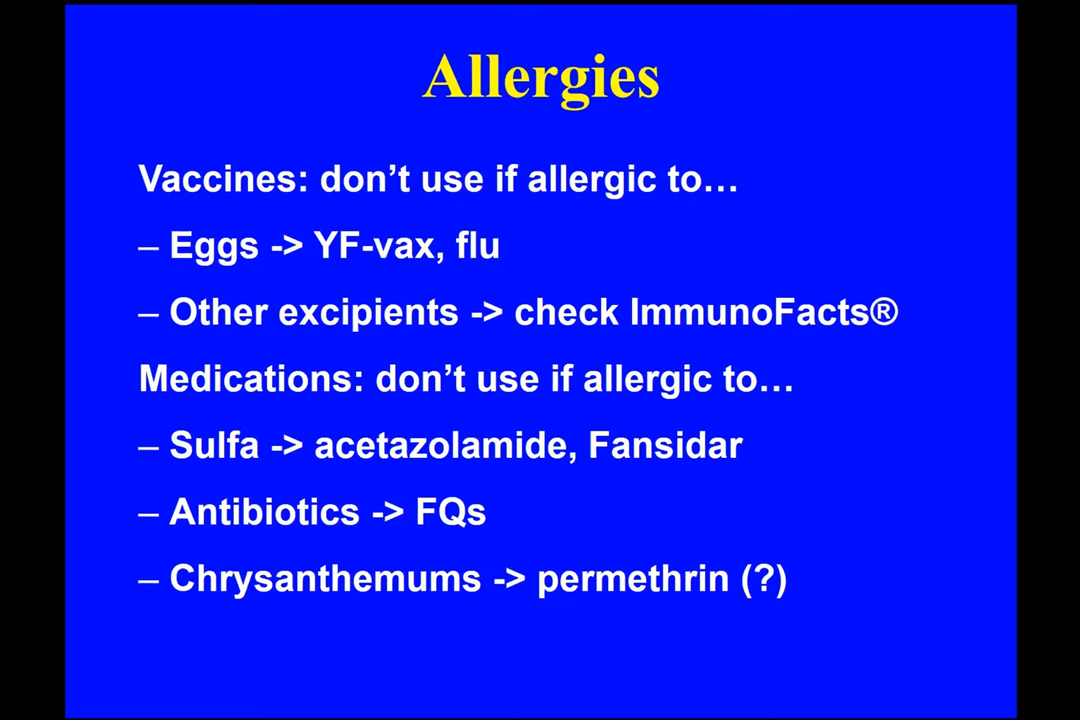 Allergies
Vaccines: don’t use if allergic to…
– Eggs -> YF-vax, flu
– Other excipients -> check ImmunoFacts®
Medications: don’t use if allergic to…
– Sulfa -> acetazolamide, Fansidar
– Antibiotics -> FQs
– Chrysanthemums -> permethrin (?)